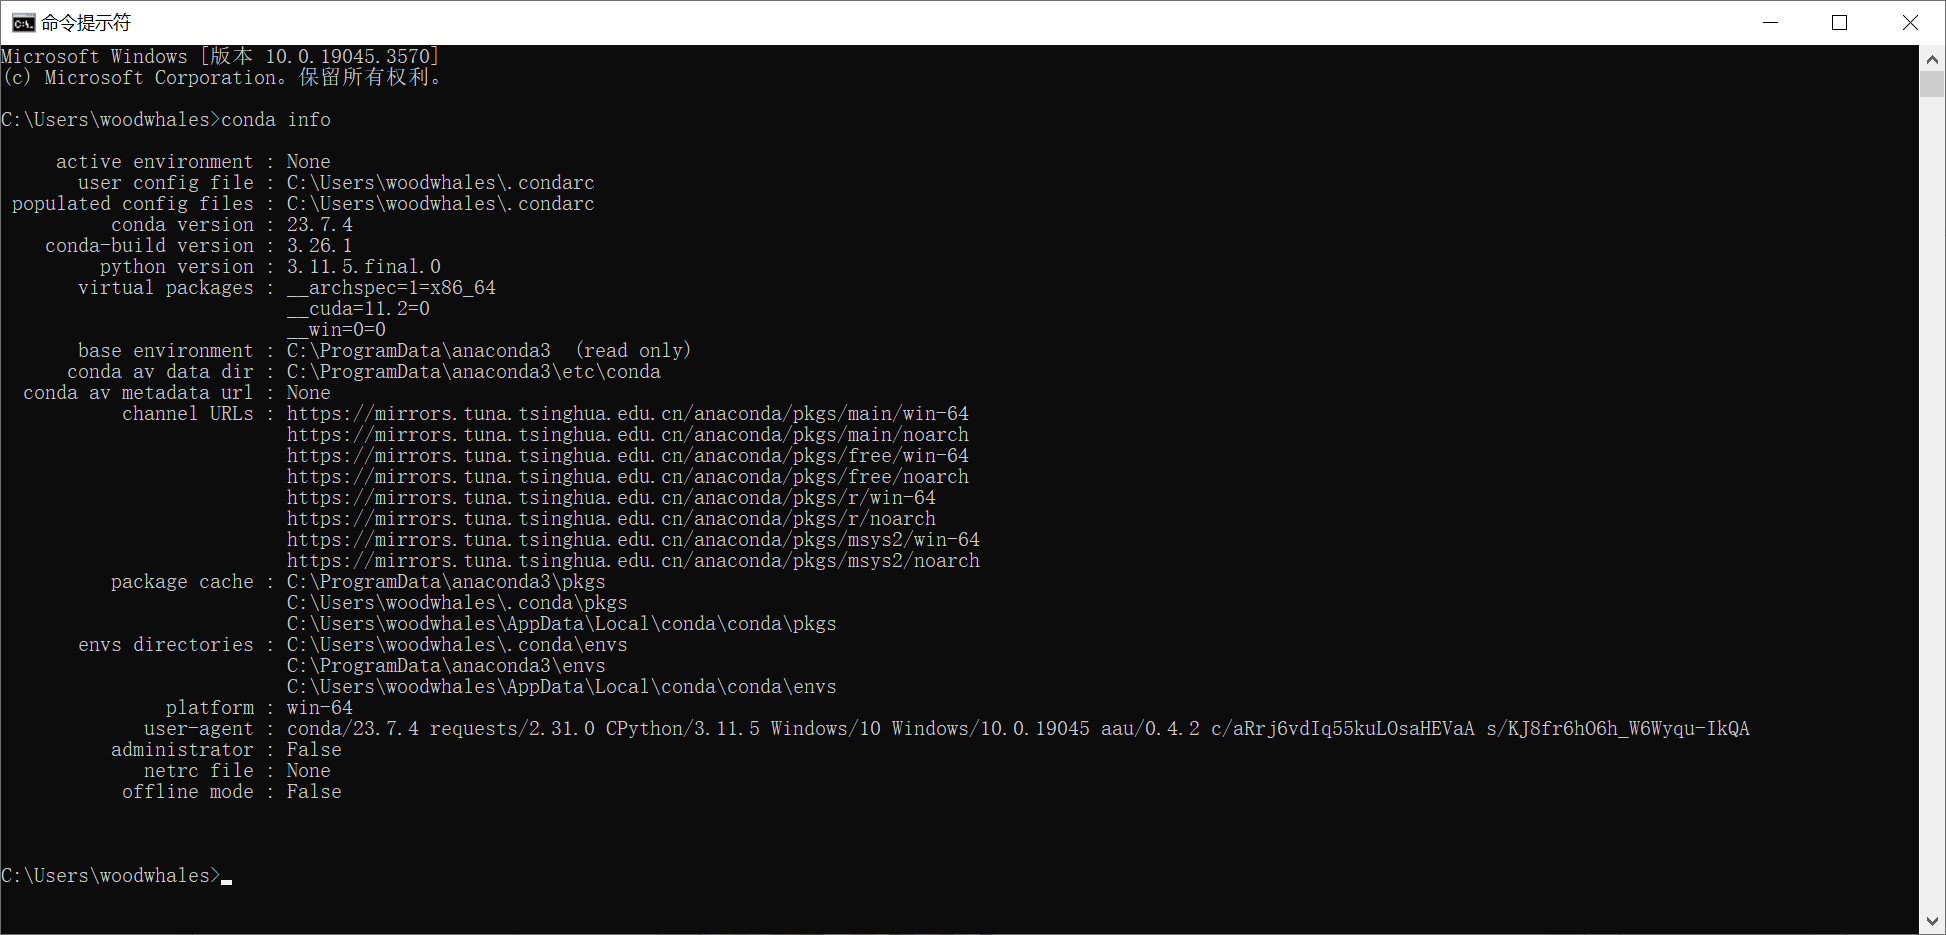 命令提示符
Microsoft Windows [版本 10.0.19045.3570]
(c) Microsoft Corporation。保留所有权利。
C:\Users\woodwhales>conda info
active environment : None
user config file : C:\Users\woodwhales\.condarc
populated config files : C:\Users\woodwhales\.condarc
conda version : 23.7.4
conda-build version : 3.26.1
python version : 3.11.5.final.0
virtual packages : __archspec=1=x86_64
__cuda=11.2=0
__win=0=0
base environment : C:\ProgramData\anaconda3  (read only)
conda av data dir : C:\ProgramData\anaconda3\etc\conda
conda av metadata url : None
channel URLs : https://mirrors.tuna.tsinghua.edu.cn/anaconda/pkgs/main/win-64
https://mirrors.tuna.tsinghua.edu.cn/anaconda/pkgs/main/noarch
https://mirrors.tuna.tsinghua.edu.cn/anaconda/pkgs/free/win-64
https://mirrors.tuna.tsinghua.edu.cn/anaconda/pkgs/free/noarch
https://mirrors.tuna.tsinghua.edu.cn/anaconda/pkgs/r/win-64
https://mirrors.tuna.tsinghua.edu.cn/anaconda/pkgs/r/noarch
https://mirrors.tuna.tsinghua.edu.cn/anaconda/pkgs/msys2/win-64
https://mirrors.tuna.tsinghua.edu.cn/anaconda/pkgs/msys2/noarch
package cache : C:\ProgramData\anaconda3\pkgs
C:\Users\woodwhales\.conda\pkgs
C:\Users\woodwhales\AppData\Local\conda\conda\pkgs
envs directories : C:\Users\woodwhales\.conda\envs
C:\ProgramData\anaconda3\envs
C:\Users\woodwhales\AppData\Local\conda\conda\envs
platform : win-64
user-agent : conda/23.7.4 requests/2.31.0 CPython/3.11.5 Windows/10 Windows/10.0.19045 aau/0.4.2 c/aRrj6vdIq55kuLOsaHEVaA s/KJ8fr6hO6h_W6Wyqu-IkQA
administrator : False
netrc file : None
offline mode : False
C:\Users\woodwhales>